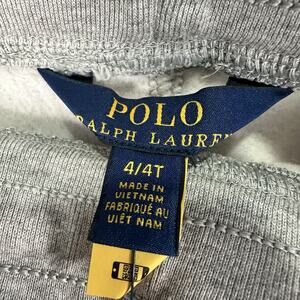 POLO
RALPH LAUREN
4/4T
MADE IN
VIETNAM
FABRIQUÉ AU
VIÊT NAM